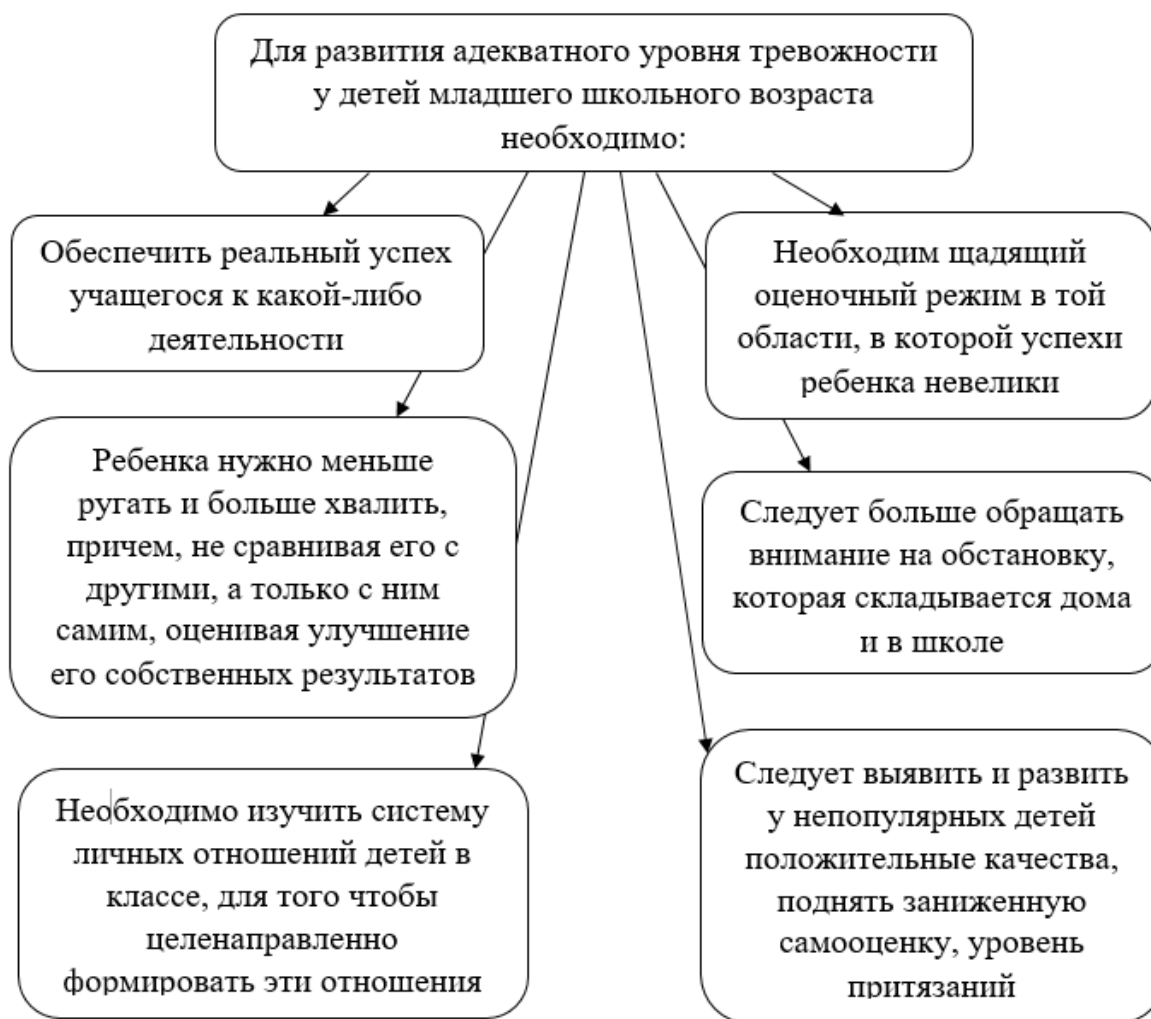 Для развития адекватного уровня тревожности
у детей младшего школьного возраста
необходимо:
Обеспечить реальный успех
учащегося к какой-либо
деятельности
Ребенка нужно меньше
ругать и больше хвалить,
причем, не сравнивая его с
другими, а только с ним
самим, оценивая улучшение
его собственных результатов
Необходимо изучить систему
личных отношений детей в
классе, для того чтобы
целенаправленно
формировать эти отношения
Необходим щадящий
оценочный режим в той
области, в которой успехи
ребенка невелики
Следует больше обращать
внимание на обстановку,
которая складывается дома
и в школе
Следует выявить и развить
у непопулярных детей
положительные качества,
поднять заниженную
самооценку, уровень
притязаний